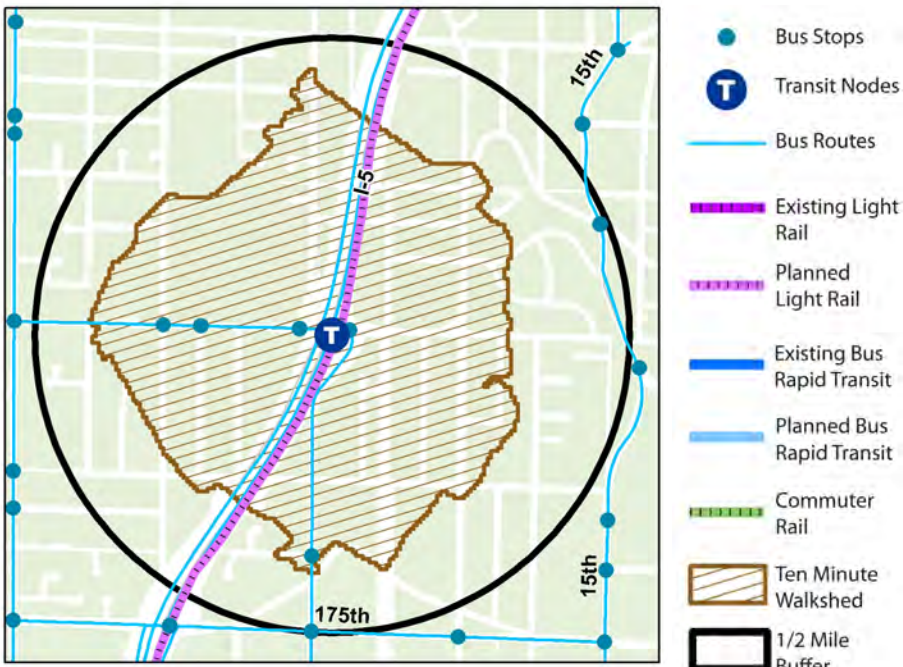 15th
I-5
T
175th
15th
Bus Stops
T
Transit Nodes
Bus Routes
Existing Light
Rail
Planned
Light Rail
Existing Bus
Rapid Transit
Planned Bus
Rapid Transit
Commuter
Rail
Ten Minute
Walkshed
1/2 Mile
Buffer